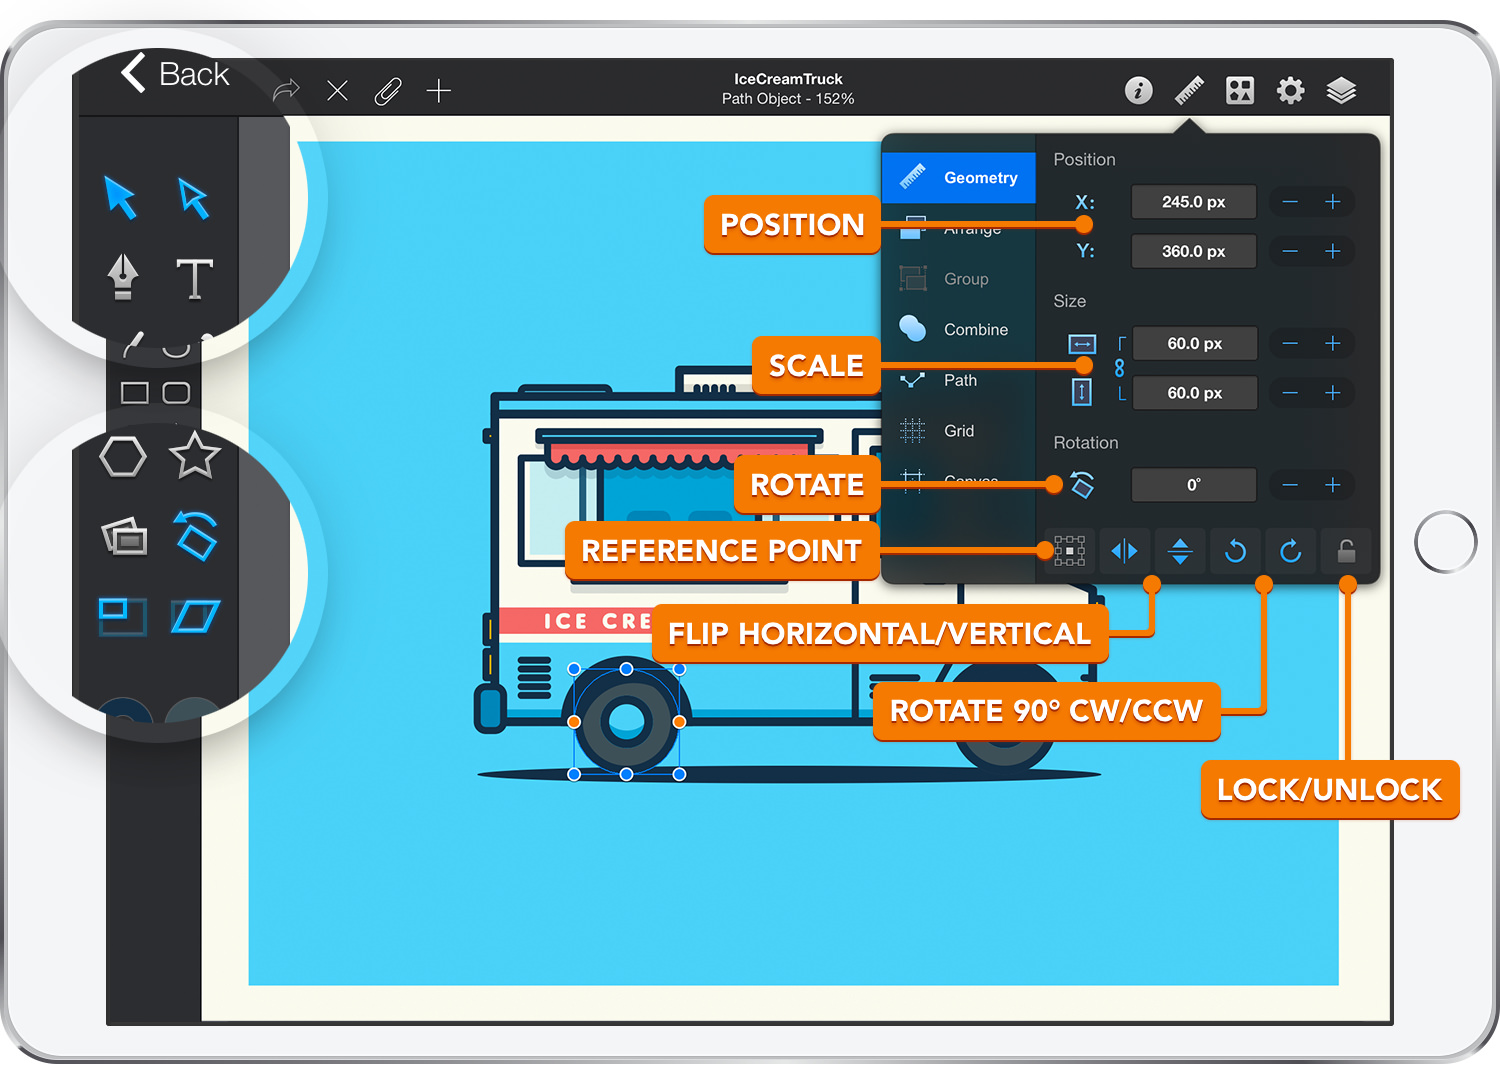 Back
IceCreamTruck
Path Object - 152%
Geometry
Arrange
Group
Combine
Path
Grid
Canvas
Position
X: 245.0 px
Y: 360.0 px
Size
60.0 px
60.0 px
Rotation
0°
POSITION
SCALE
ROTATE
REFERENCE POINT
FLIP HORIZONTAL/VERTICAL
ROTATE 90° CW/CCW
LOCK/UNLOCK
ICE CRE